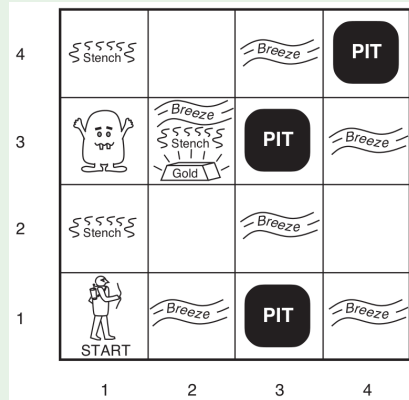 4
Stench
Breeze
PIT
3
Breeze
Stench
Gold
PIT
Breeze
2
Stench
Breeze
1
START
Breeze
PIT
Breeze
1 2 3 4